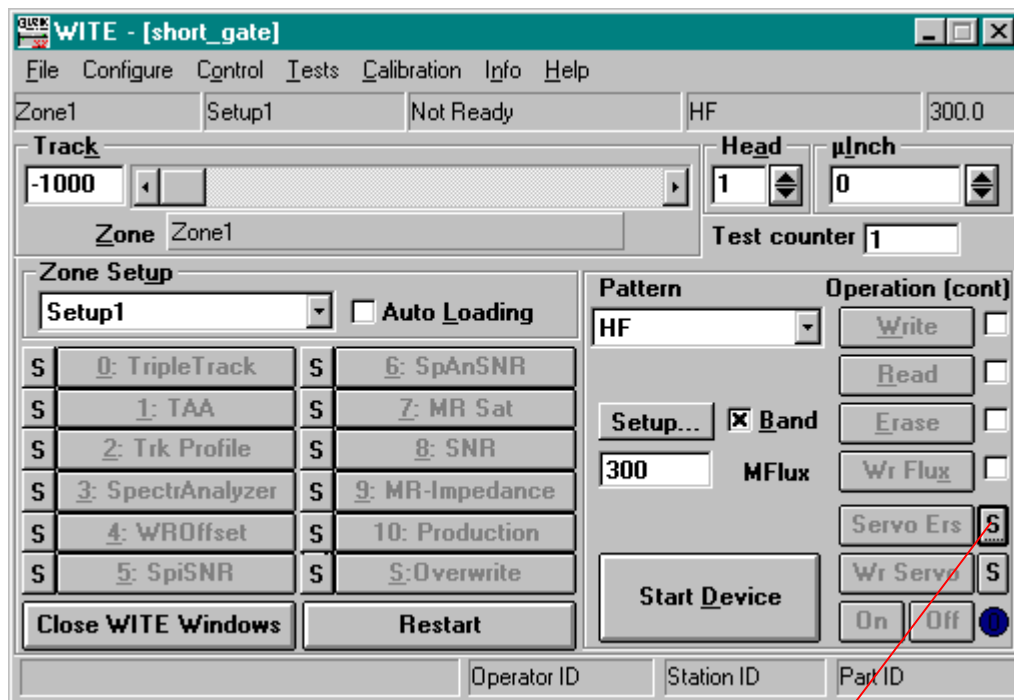 WITE - [short_gate]
File Configure Control Tests Calibration Info Help
Zone1 Setup1 Not Ready HF 300.0
Track Head µInch
-1000 1 0
Zone Zone1 Test counter 1
Zone Setup Pattern Operation (cont)
Setup1 Auto Loading HF Write
S 0: TripleTrack S 6: SpAnSNR Read
S 1: TAA S 7: MR Sat Setup... Band Erase
S 2: Trk Profile S 8: SNR 300 MFlux Wr Flux
S 3: SpectrAnalyzer S 9: MR-Impedance
S 4: WROffset S 10: Production Servo Ers S
S 5: SpiSNR S S:Overwrite Start Device Wr Servo S
Close WITE Windows Restart On Off 0
Operator ID Station ID Part ID